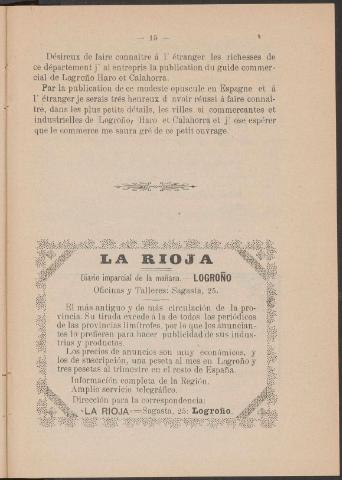 — 15 —
Désireux de faire connaître á l' étranger les richesses de
ce département j' ai entrepris la publication du guide commer-
cial de Logroño Haro et Calahorra.
Par la publication de ce modeste opuscule en Espagne et á
l' étranger je serais trés heureux d avoir réussi á faire connai-
tre, dans les plus petits détails, les villes si commercantes et
industrielles de Logroño, Haro et Calahorra et j' ose espérer
que le commerce me saura gré de ce petit ouvrage.
LA RIOJA
Diario imparcial de la mañana.—LOGROÑO
Oficinas y Talleres: Sagasta, 25.
El más antiguo y de más circulación de la pro-
vincia. Su tirada excede á la de todos los periódicos
de las provincias limítrofes, por lo que los anuncian-
tes lo prefieren para hacer publicidad de sus indus-
trias y productos.
Los precios de anuncios son muy económicos, y
los de suscripción, una peseta al mes en Logroño y
tres pesetas al trimestre en el resto de España.
Información completa de la Región.
Amplio servicio telegráfico.
Dirección para la correspondencia:
«LA RIOJA»—Sagasta, 25: Logroño.